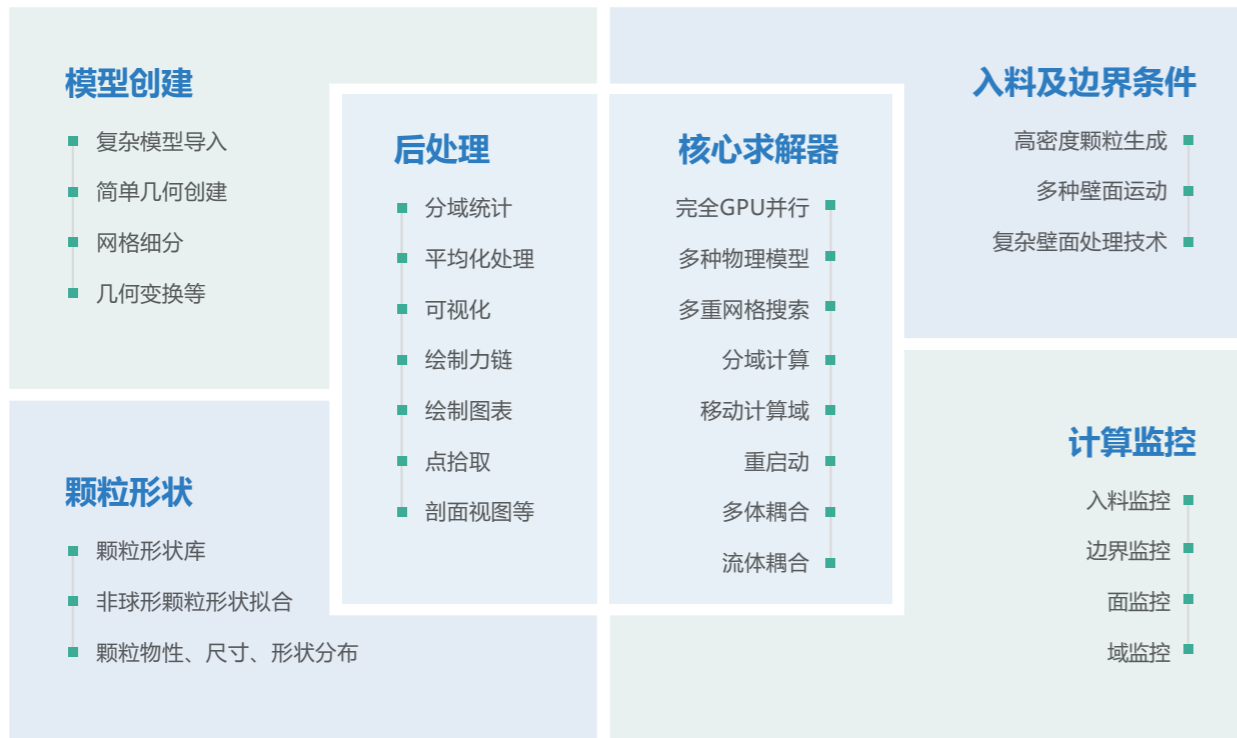 模型创建
复杂模型导入
简单几何创建
网格细分
几何变换等
颗粒形状
颗粒形状库
非球形颗粒形状拟合
颗粒物性、尺寸、形状分布
后处理
分域统计
平均化处理
可视化
绘制力链
绘制图表
点拾取
剖面视图等
核心求解器
完全GPU并行
多种物理模型
多重网格搜索
分域计算
移动计算域
重启动
多体耦合
流体耦合
入料及边界条件
高密度颗粒生成
多种壁面运动
复杂壁面处理技术
计算监控
入料监控
边界监控
面监控
域监控